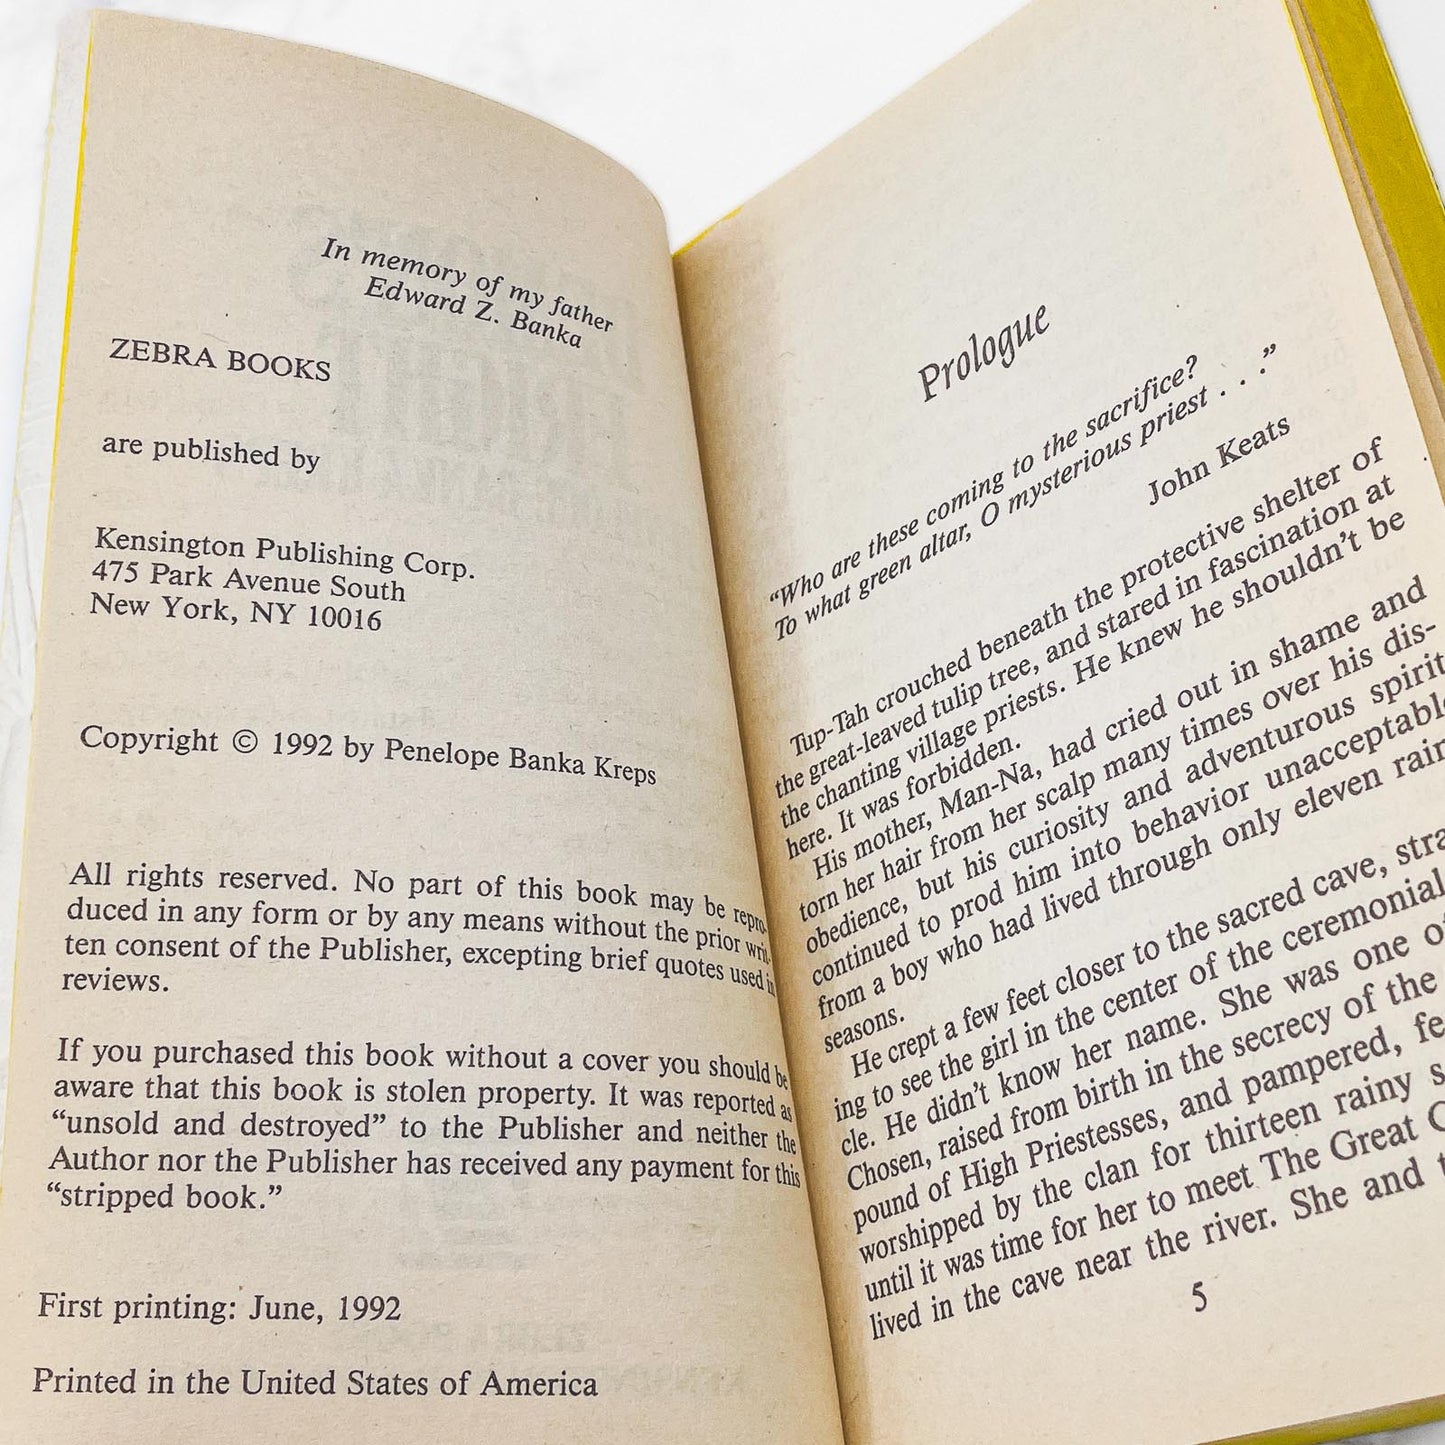 In memory of my father
Edward Z. Banka
ZEBRA BOOKS
are published by
Kensington Publishing Corp.
475 Park Avenue South
New York, NY 10016
Copyright © 1992 by Penelope Banka Kreps
All rights reserved. No part of this book may be repro-
duced in any form or by any means without the prior writ-
ten consent of the Publisher, excepting brief quotes used in
reviews.
If you purchased this book without a cover you should be
aware that this book is stolen property. It was reported as
“unsold and destroyed” to the Publisher and neither the
Author nor the Publisher has received any payment for this
“stripped book.”
First printing: June, 1992
Printed in the United States of America
Prologue
“Who are these coming to the sacrifice?
To what green altar, O mysterious priest . . .”
John Keats
Tup-Tah crouched beneath the protective shelter of
the great-leaved tulip tree, and stared in fascination at
the chanting village priests. He knew he shouldn’t be
here. It was forbidden.
His mother, Man-Na, had cried out in shame and
torn her hair from her scalp many times over his dis-
obedience, but his curiosity and adventurous spirit
continued to prod him into behavior unacceptable
from a boy who had lived through only eleven rain
seasons.
He crept a few feet closer to the sacred cave, stra
ing to see the girl in the center of the ceremonial
cle. He didn’t know her name. She was one of
Chosen, raised from birth in the secrecy of the
pound of High Priestesses, and pampered, fe
worshipped by the clan for thirteen rainy s
until it was time for her to meet The Great
lived in the cave near the river. She and
5